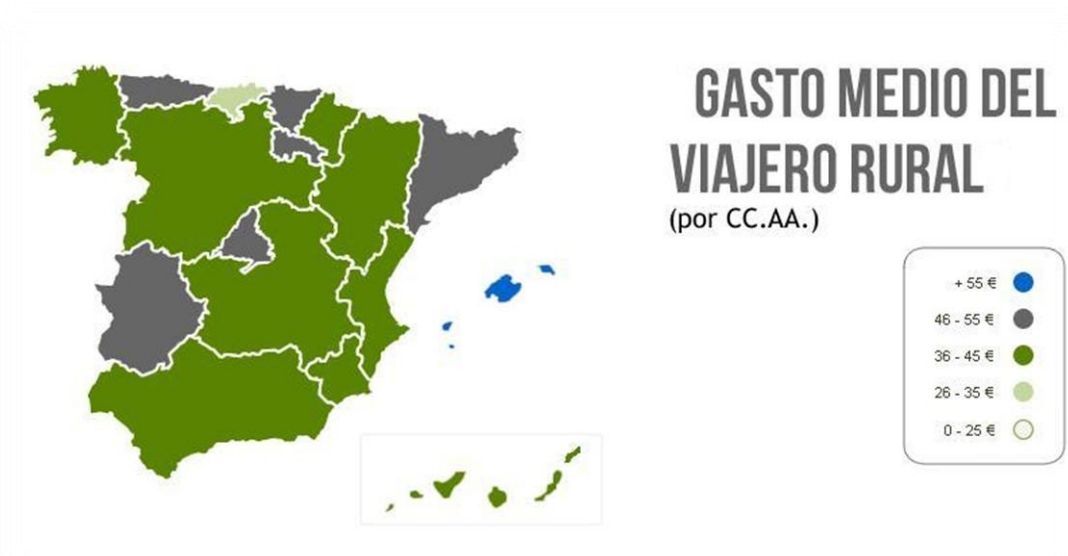 GASTO MEDIO DEL
VIAJERO RURAL
(por CC.AA.)
+ 55 €
46 - 55 €
36 - 45 €
26 - 35 €
0 - 25 €